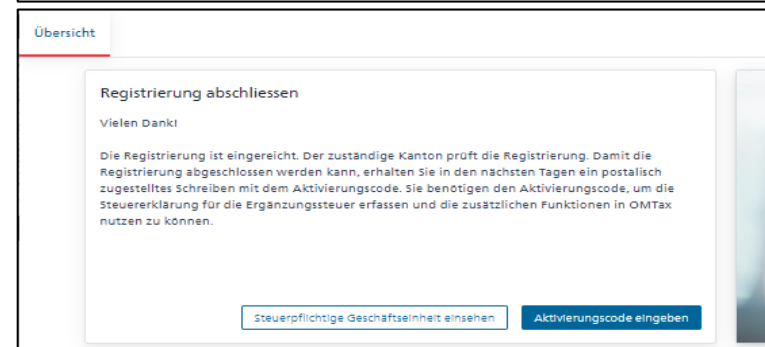 Übersicht
Registrierung abschliessen
Vielen Dank!
Die Registrierung ist eingereicht. Der zuständige Kanton prüft die Registrierung. Damit die
Registrierung abgeschlossen werden kann, erhalten Sie in den nächsten Tagen ein postalisch
zugestelltes Schreiben mit dem Aktivierungscode. Sie benötigen den Aktivierungscode, um die
Steuererklärung für die Ergänzungssteuer erfassen und die zusätzlichen Funktionen in OMTax
nutzen zu können.
Steuerpflichtige Geschäftseinheit einsehen Aktivierungscode eingeben